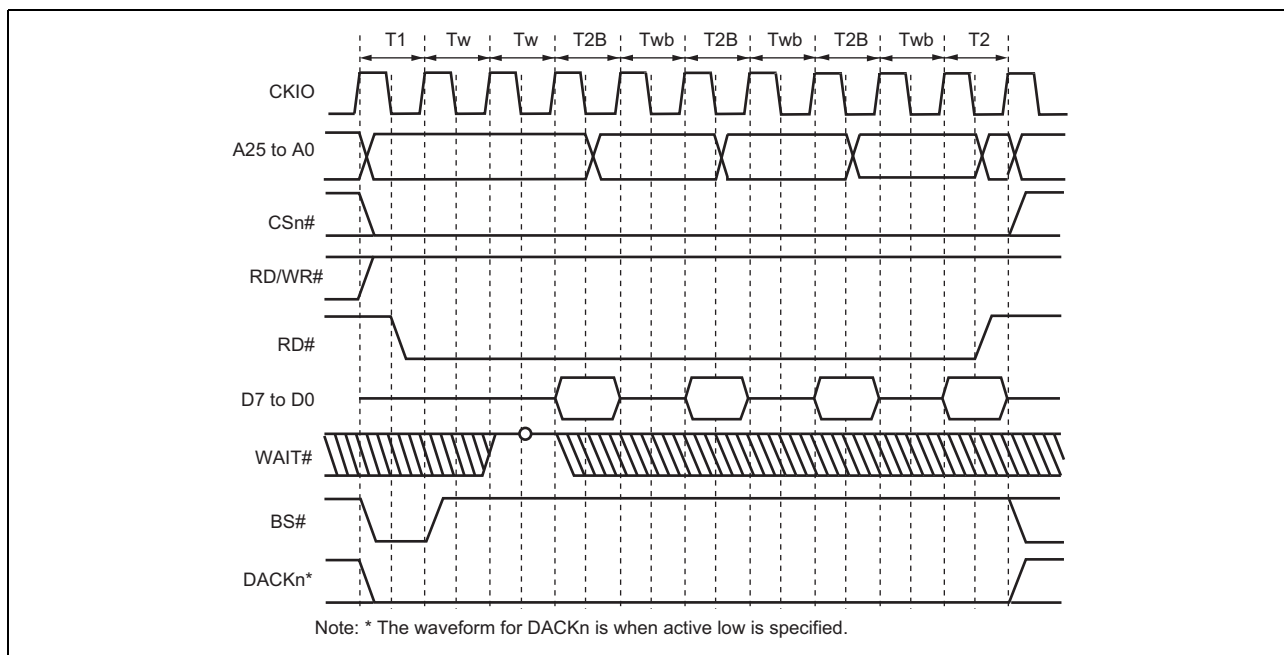 T1 Tw Tw T2B Twb T2B Twb T2B Twb T2
CKIO
A25 to A0
CSn#
RD/WR#
RD#
D7 to D0
WAIT#
BS#
DACKn*
Note: * The waveform for DACKn is when active low is specified.